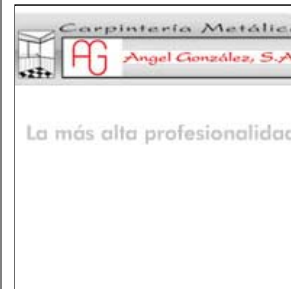 Carpintería Metálic
AG
Angel González, S.A
La más alta profesionalidad